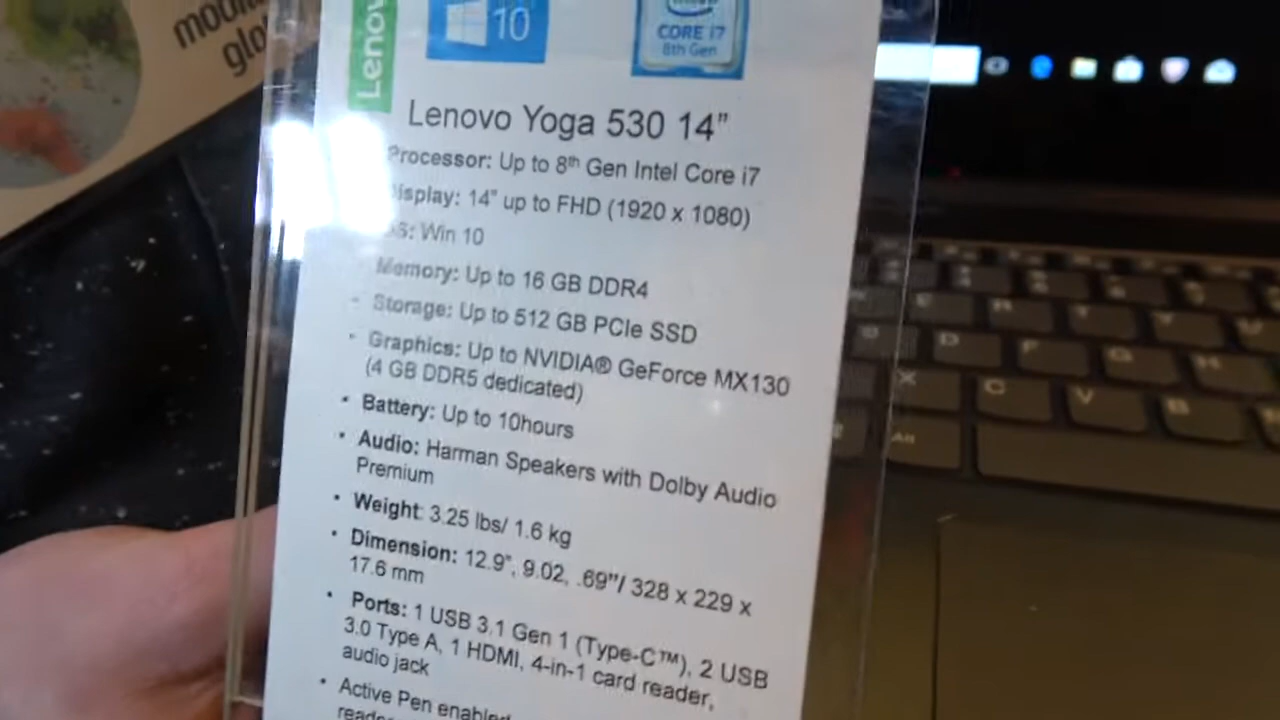 Lenov
10
CORE i7
8th Gen
Lenovo Yoga 530 14"
Processor: Up to 8th Gen Intel Core i7
isplay: 14" up to FHD (1920 x 1080)
S: Win 10
Memory: Up to 16 GB DDR4
Storage: Up to 512 GB PCIe SSD
Graphics: Up to NVIDIA® GeForce MX130
(4 GB DDR5 dedicated)
Battery: Up to 10hours
Audio: Harman Speakers with Dolby Audio
Premium
Weight: 3.25 lbs/ 1.6 kg
Dimension: 12.9", 9.02, .69"/ 328 x 229 x
17.6 mm
Ports: 1 USB 3.1 Gen 1 (Type-C™), 2 USB
3.0 Type A, 1 HDMI, 4-in-1 card reader,
audio jack
Active Pen enabled
E R T Y
D F G H
X C V B
Alt